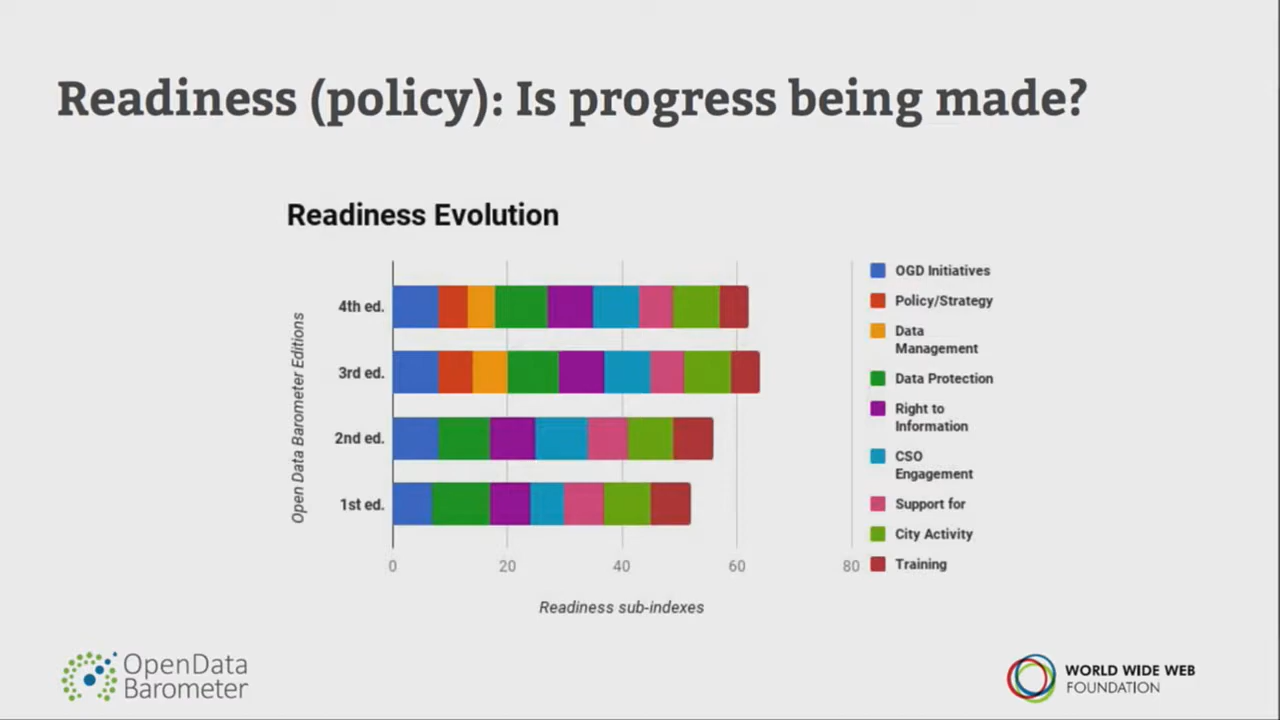 Readiness (policy): Is progress being made?
Readiness Evolution
Open Data Barometer Editions
4th ed.
3rd ed.
2nd ed.
1st ed.
0
20
40
60
80
Readiness sub-indexes
OGD Initiatives
Policy/Strategy
Data
Management
Data Protection
Right to
Information
CSO
Engagement
Support for
City Activity
Training
OpenData
Barometer
WORLD WIDE WEB
FOUNDATION